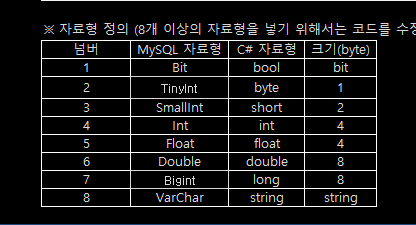 ※ 자료형 정의 (8개 이상의 자료형을 넣기 위해서는 코드를 수정
넘버 MySQL 자료형 C# 자료형 크기(byte)
1 Bit bool bit
2 TinyInt byte 1
3 SmallInt short 2
4 Int int 4
5 Float float 4
6 Double double 8
7 Bigint long 8
8 VarChar string string